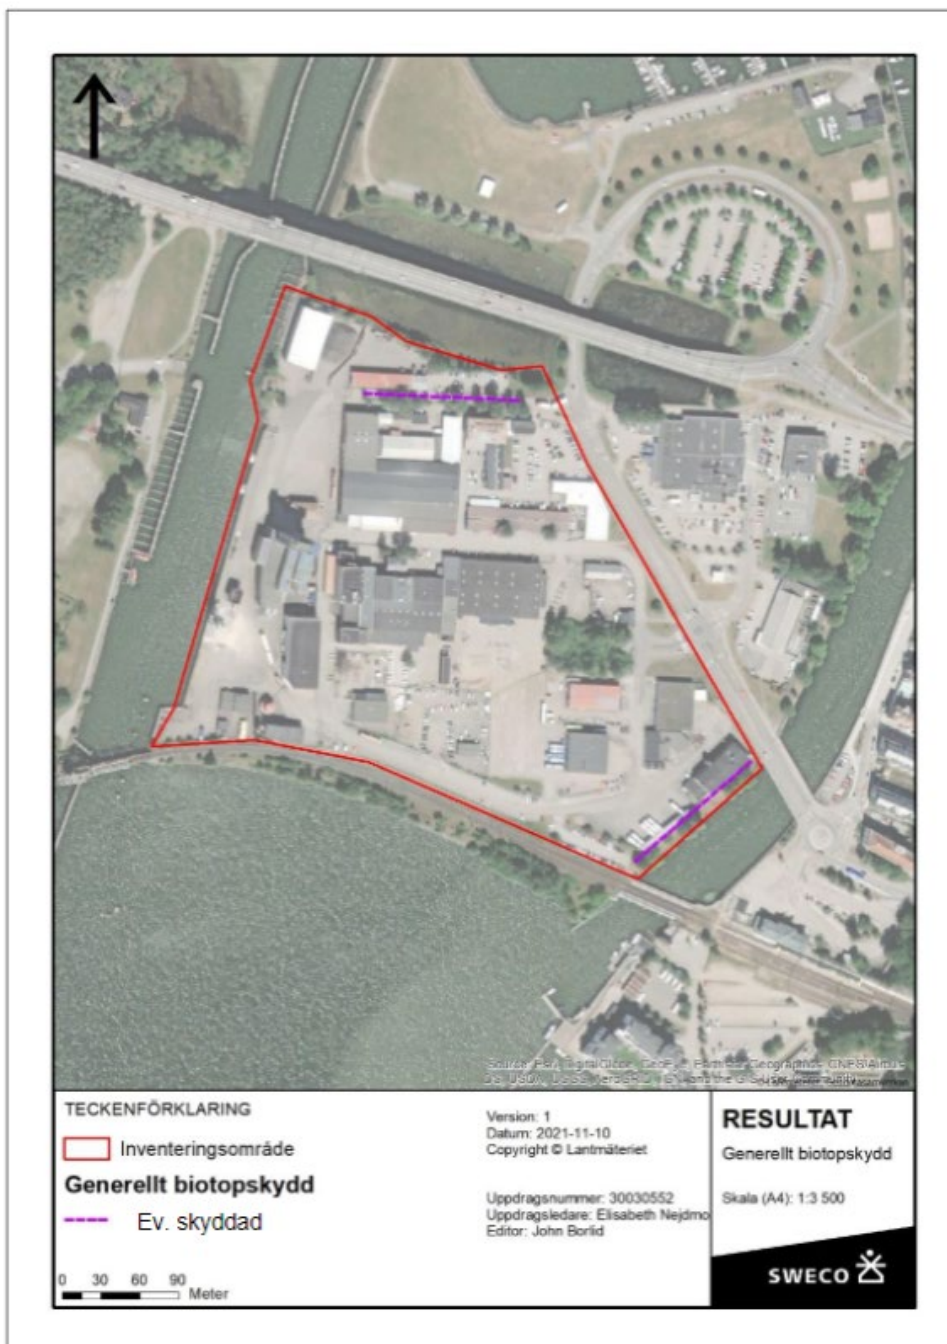 TECKENFÖRKLARING
Inventeringsområde
Generellt biotopskydd
Ev. skyddad
0 30 60 90
Meter
Version: 1
Datum: 2021-11-10
Copyright © Lantmäteriet
Uppdragsnummer: 30030552
Uppdragsledare: Elisabeth Nejdmo
Editor: John Borlid
RESULTAT
Generellt biotopskydd
Skala (A4): 1:3 500
SWECO